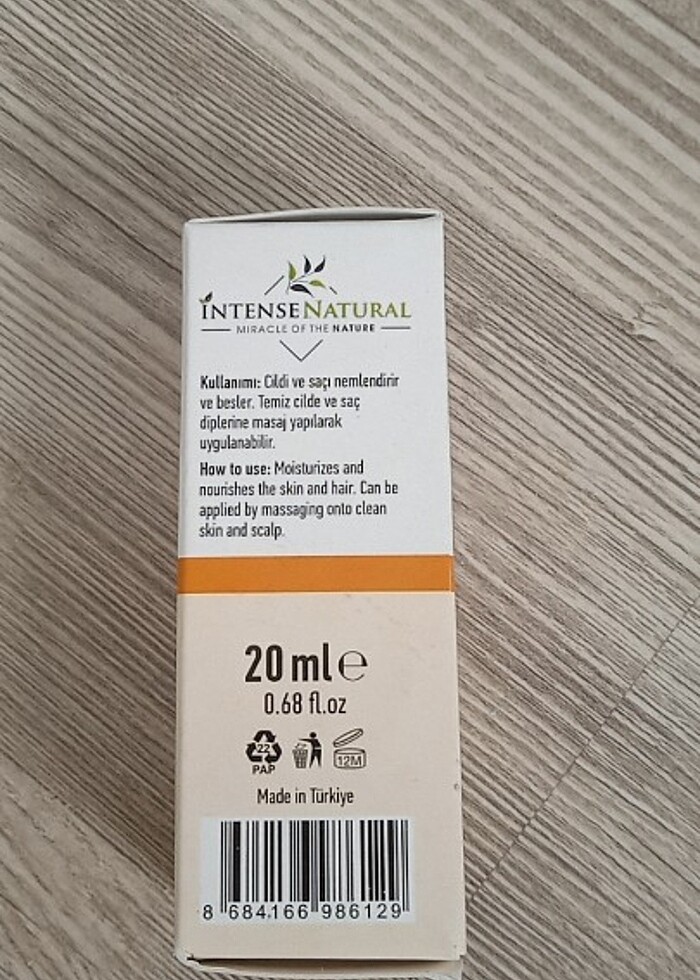 İNTENSE NATURAL
MIRACLE OF THE NATURE
Kullanımı: Cildi ve saçı nemlendirir
ve besler. Temiz cilde ve saç
diplerine masaj yapılarak
uygulanabilir.
How to use: Moisturizes and
nourishes the skin and hair. Can be
applied by massaging onto clean
skin and scalp.
20 ml e
0.68 fl.oz
22
PAP
12M
Made in Türkiye
8 684166 986129